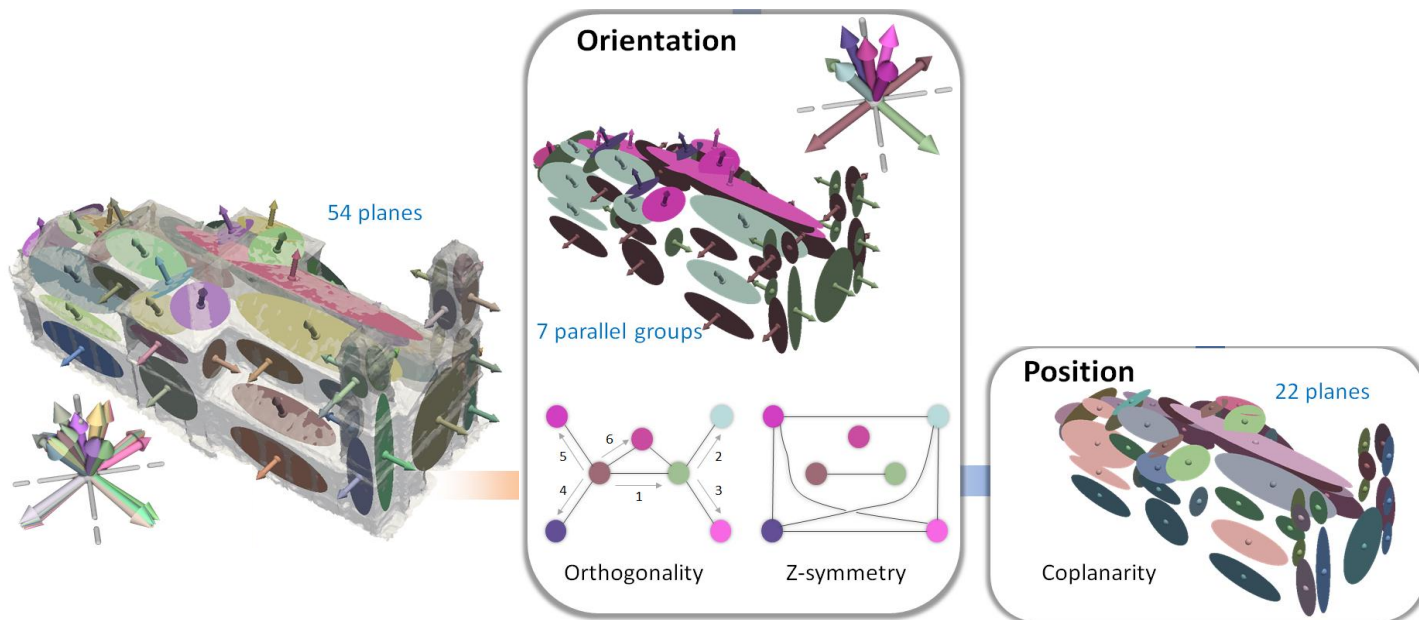 Orientation
54 planes
7 parallel groups
6
5
2
4
1
3
Orthogonality
Z-symmetry
Position
22 planes
Coplanarity